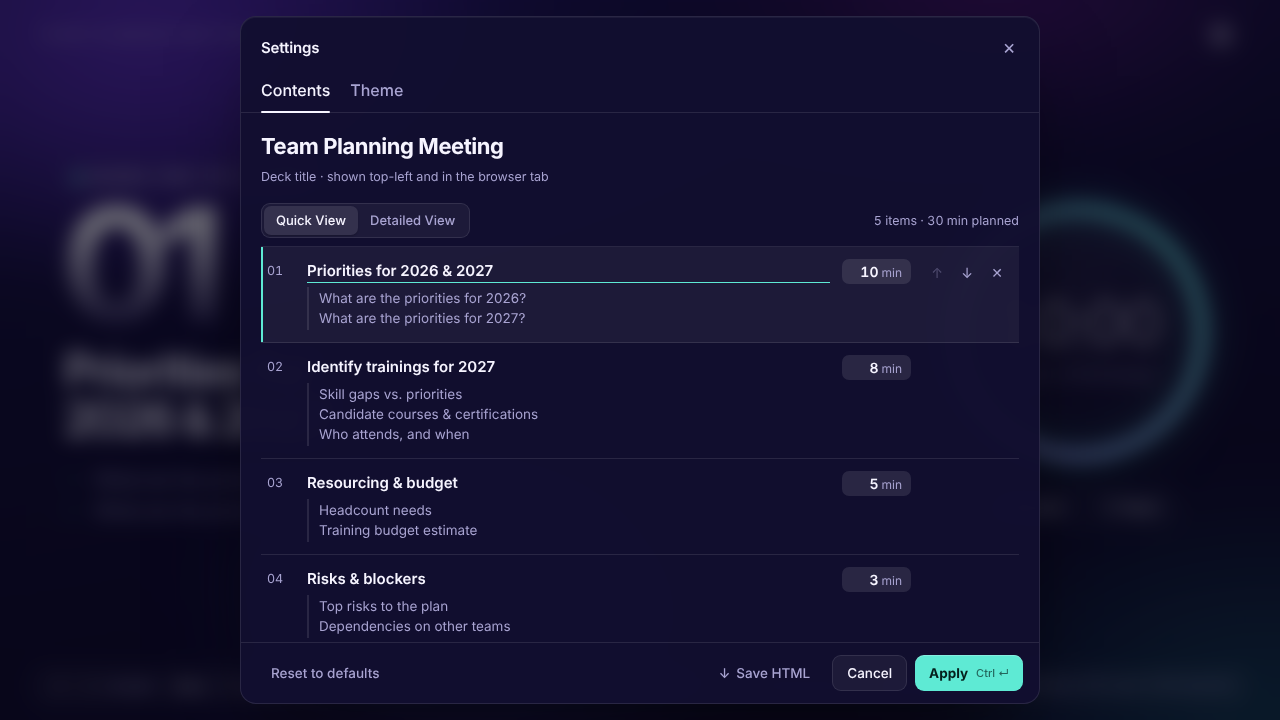 Settings ✕
Contents Theme
Team Planning Meeting
Deck title · shown top-left and in the browser tab
Quick View Detailed View 5 items · 30 min planned
01 Priorities for 2026 & 2027 10 min ↑ ↓ ✕
What are the priorities for 2026?
What are the priorities for 2027?
02 Identify trainings for 2027 8 min
Skill gaps vs. priorities
Candidate courses & certifications
Who attends, and when
03 Resourcing & budget 5 min
Headcount needs
Training budget estimate
04 Risks & blockers 3 min
Top risks to the plan
Dependencies on other teams
Reset to defaults ↓ Save HTML Cancel Apply Ctrl ↵
01
Priorities
2026 &